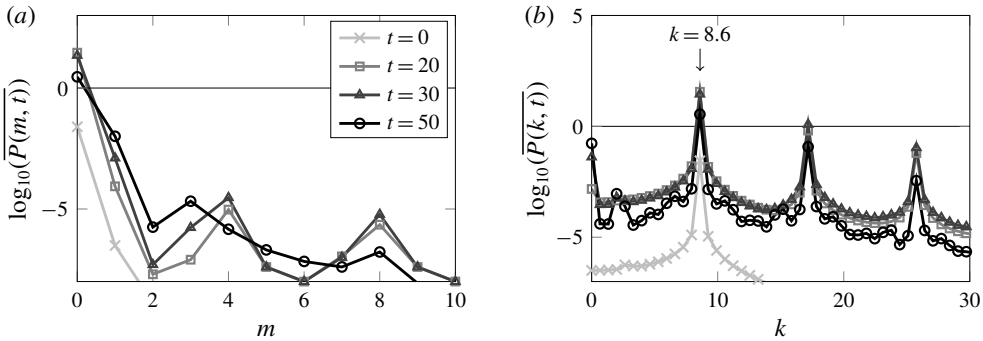 (a)
t = 0
t = 20
t = 30
t = 50
0
−5
log10(P(m, t))
0 2 4 6 8 10
m
(b)
k = 8.6
5
0
−5
log10(P(k, t))
0 10 20 30
k